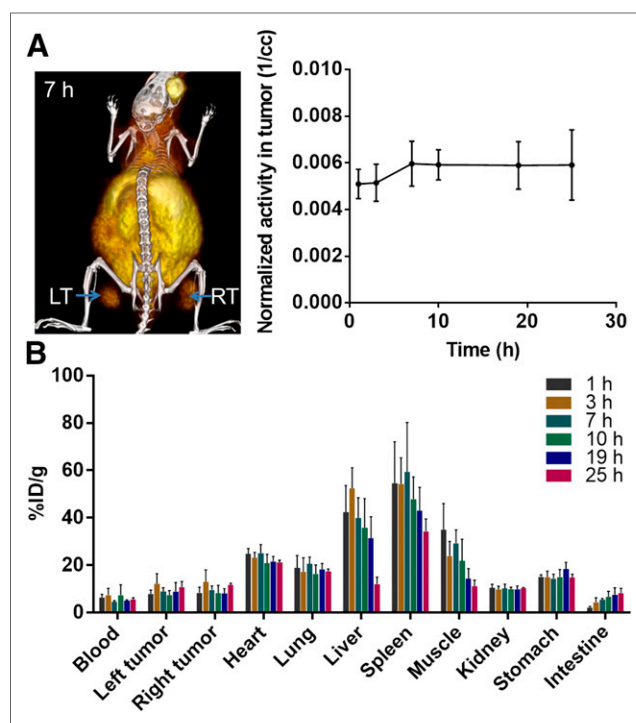 A
7 h
LT
RT
Normalized activity in tumor (1/cc)
0.010
0.008
0.006
0.004
0.002
0.000
0
10
20
30
Time (h)
B
%ID/g
100
80
60
40
20
0
1 h
3 h
7 h
10 h
19 h
25 h
Blood
Left tumor
Right tumor
Heart
Lung
Liver
Spleen
Muscle
Kidney
Stomach
Intestine